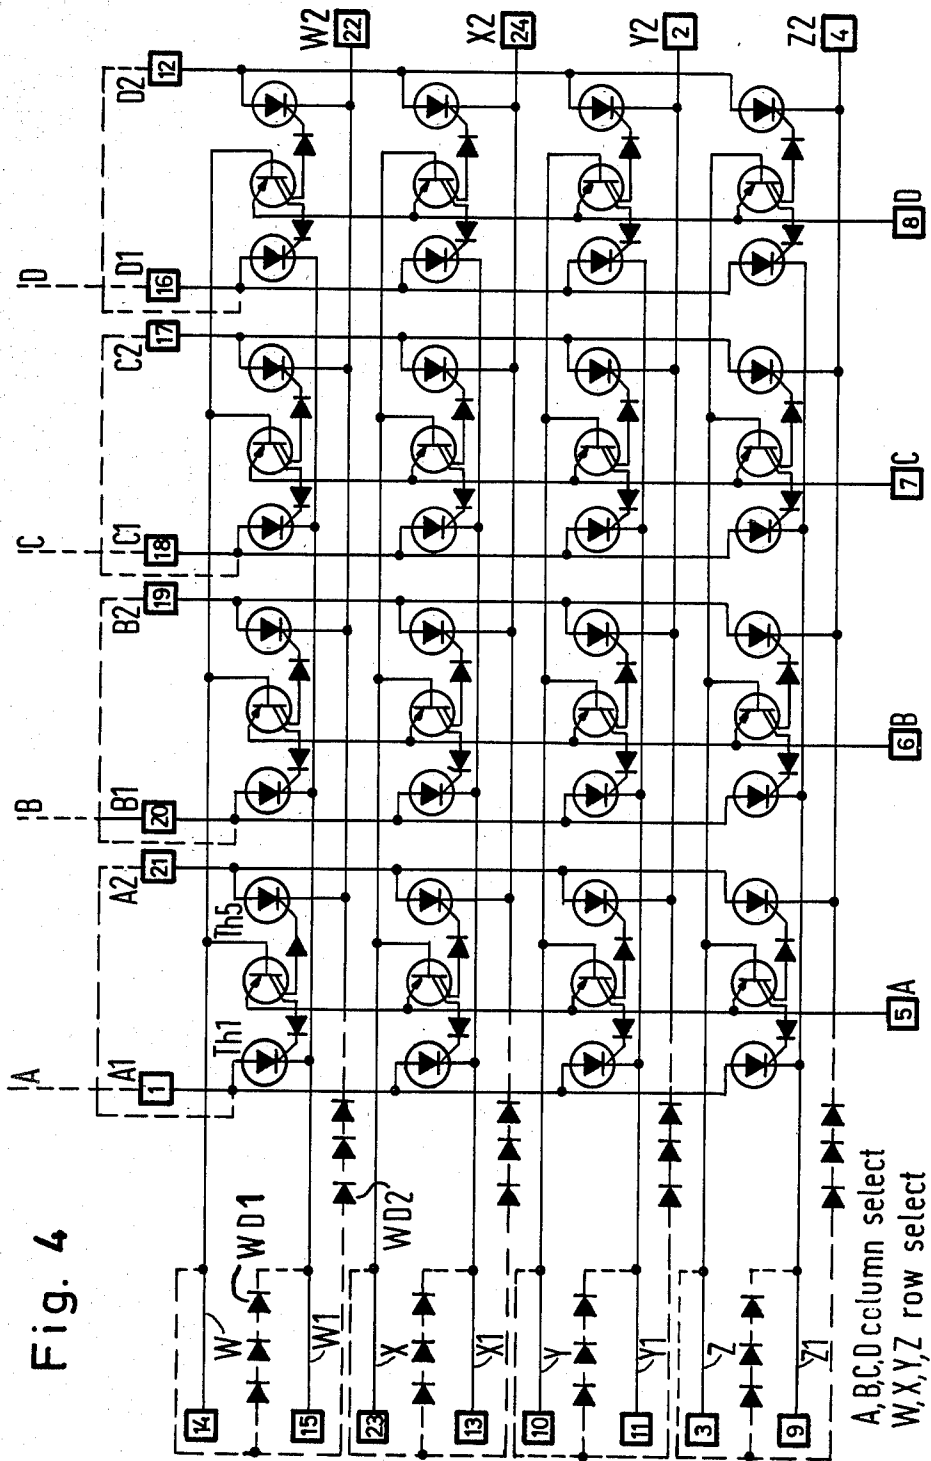 Fig. 4
A
B
C
D
A1
A2
B1
B2
C1
C2
D1
D2
1
21
20
19
18
17
16
12
14
W
Th1
Th5
WD1
15
W1
W2
22
23
X
WD2
13
X1
X2
24
10
Y
11
Y1
Y2
2
3
Z
9
Z1
Z2
4
5 A
6 B
7 C
8 D
A,B,C,D column select
W,X,Y,Z row select